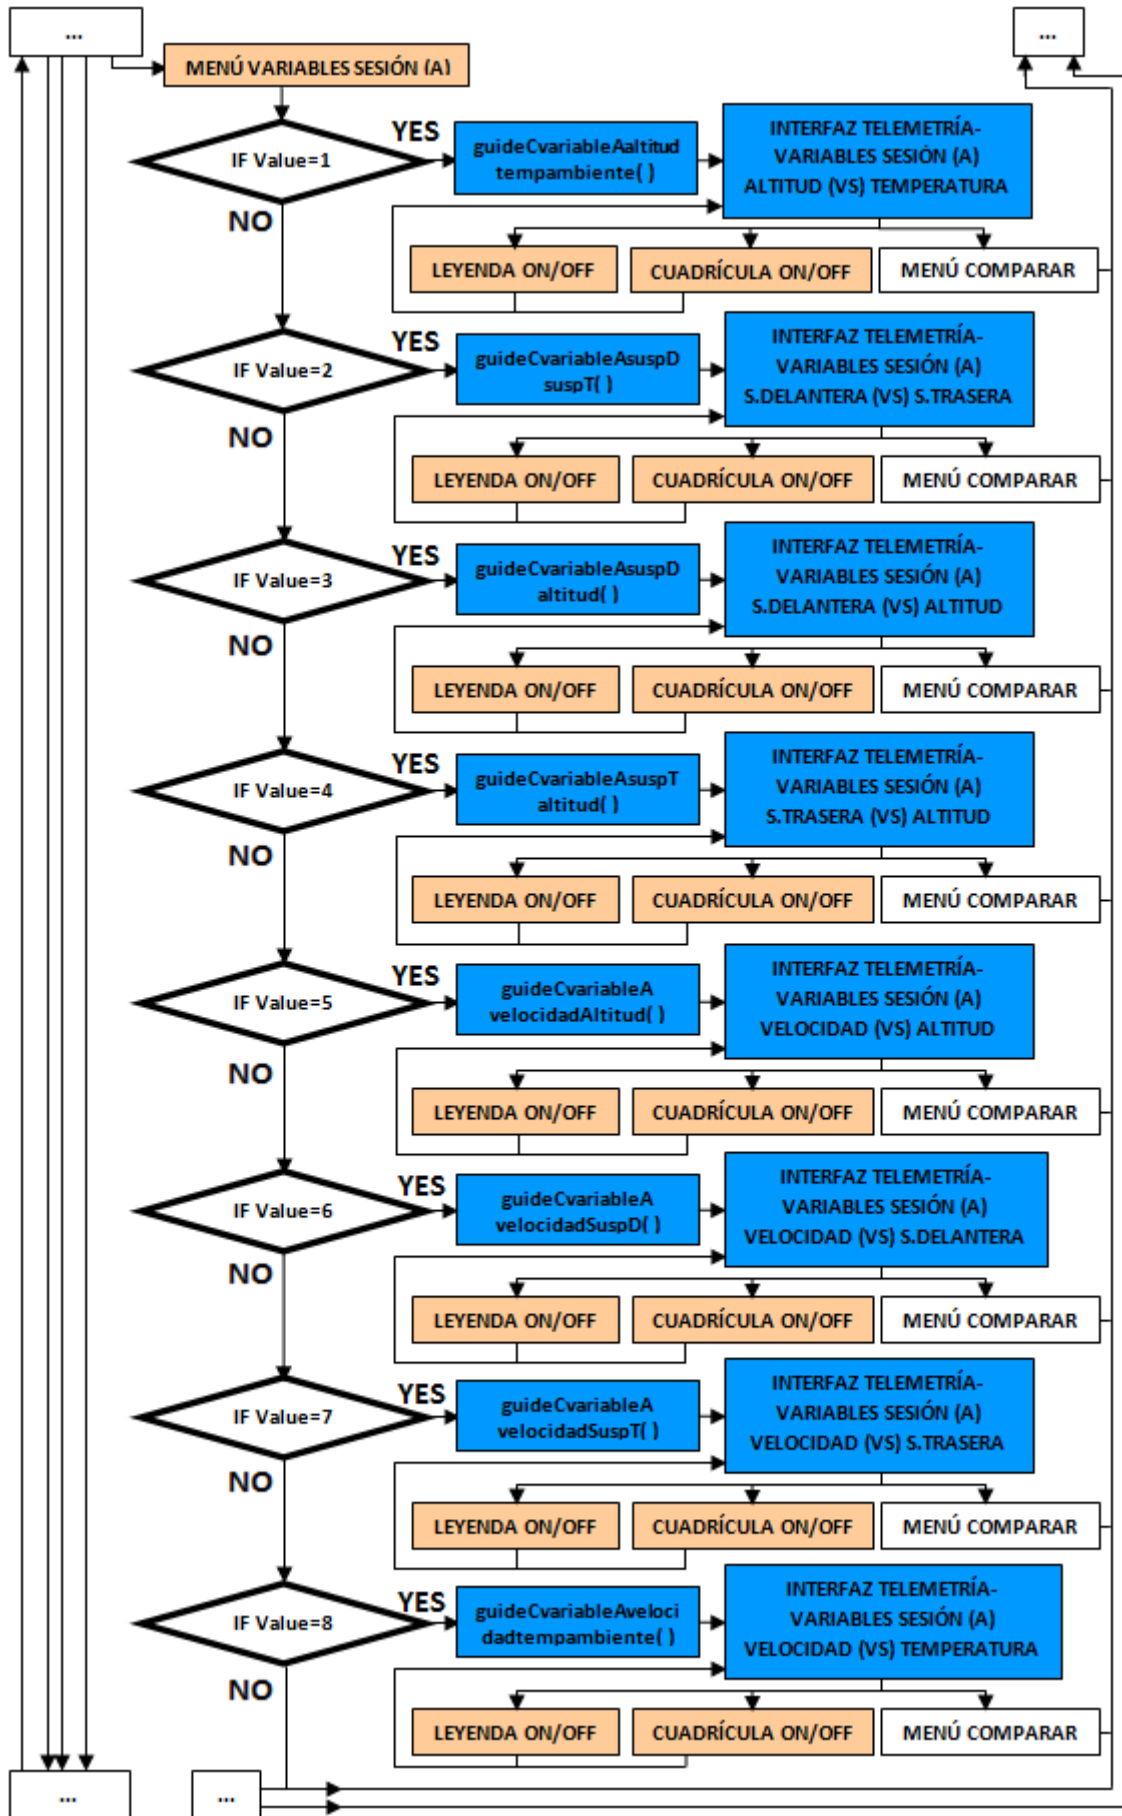 ...
...
MENÚ VARIABLES SESIÓN (A)
IF Value=1
YES
NO
guideCvariableAaltitud
tempambiente( )
INTERFAZ TELEMETRÍA-
VARIABLES SESIÓN (A)
ALTITUD (VS) TEMPERATURA
LEYENDA ON/OFF
CUADRÍCULA ON/OFF
MENÚ COMPARAR
IF Value=2
YES
NO
guideCvariableAsuspD
suspT( )
INTERFAZ TELEMETRÍA-
VARIABLES SESIÓN (A)
S.DELANTERA (VS) S.TRASERA
LEYENDA ON/OFF
CUADRÍCULA ON/OFF
MENÚ COMPARAR
IF Value=3
YES
NO
guideCvariableAsuspD
altitud( )
INTERFAZ TELEMETRÍA-
VARIABLES SESIÓN (A)
S.DELANTERA (VS) ALTITUD
LEYENDA ON/OFF
CUADRÍCULA ON/OFF
MENÚ COMPARAR
IF Value=4
YES
NO
guideCvariableAsuspT
altitud( )
INTERFAZ TELEMETRÍA-
VARIABLES SESIÓN (A)
S.TRASERA (VS) ALTITUD
LEYENDA ON/OFF
CUADRÍCULA ON/OFF
MENÚ COMPARAR
IF Value=5
YES
NO
guideCvariableA
velocidadAltitud( )
INTERFAZ TELEMETRÍA-
VARIABLES SESIÓN (A)
VELOCIDAD (VS) ALTITUD
LEYENDA ON/OFF
CUADRÍCULA ON/OFF
MENÚ COMPARAR
IF Value=6
YES
NO
guideCvariableA
velocidadSuspD( )
INTERFAZ TELEMETRÍA-
VARIABLES SESIÓN (A)
VELOCIDAD (VS) S.DELANTERA
LEYENDA ON/OFF
CUADRÍCULA ON/OFF
MENÚ COMPARAR
IF Value=7
YES
NO
guideCvariableA
velocidadSuspT( )
INTERFAZ TELEMETRÍA-
VARIABLES SESIÓN (A)
VELOCIDAD (VS) S.TRASERA
LEYENDA ON/OFF
CUADRÍCULA ON/OFF
MENÚ COMPARAR
IF Value=8
YES
NO
guideCvariableAveloci
dadtempambiente( )
INTERFAZ TELEMETRÍA-
VARIABLES SESIÓN (A)
VELOCIDAD (VS) TEMPERATURA
LEYENDA ON/OFF
CUADRÍCULA ON/OFF
MENÚ COMPARAR
...
...